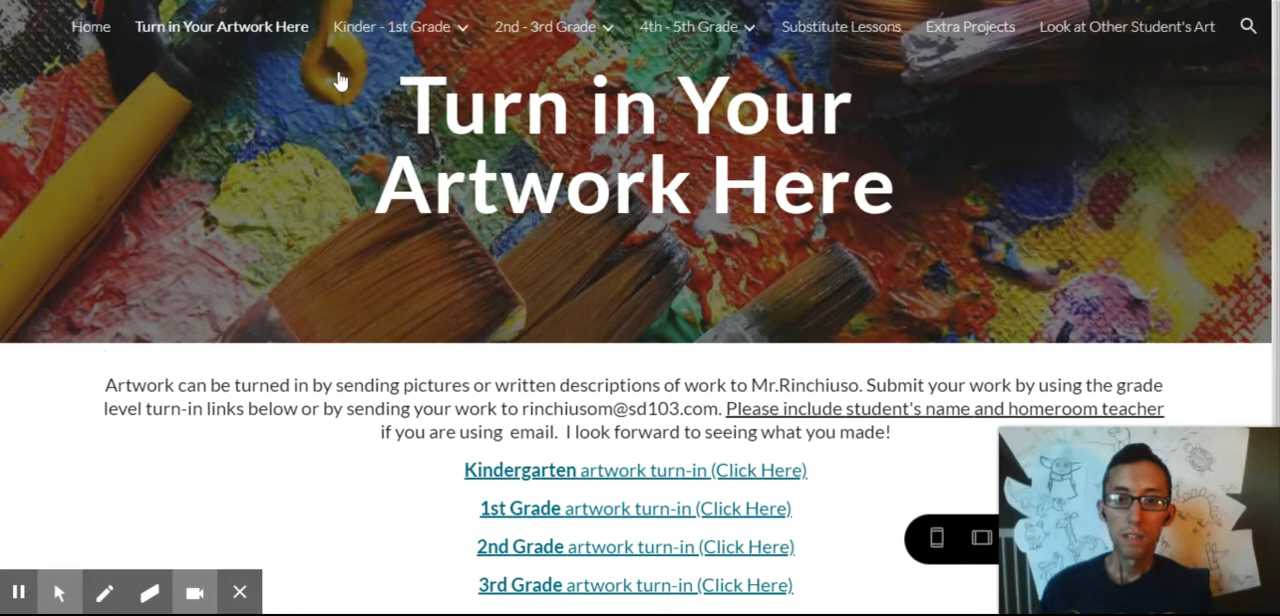 Home Turn in Your Artwork Here Kinder - 1st Grade 2nd - 3rd Grade 4th - 5th Grade Substitute Lessons Extra Projects Look at Other Student's Art
Turn in Your
Artwork Here
Artwork can be turned in by sending pictures or written descriptions of work to Mr.Rinchiuso. Submit your work by using the grade
level turn-in links below or by sending your work to rinchiusom@sd103.com. Please include student's name and homeroom teacher
if you are using email. I look forward to seeing what you made!
Kindergarten artwork turn-in (Click Here)
1st Grade artwork turn-in (Click Here)
2nd Grade artwork turn-in (Click Here)
3rd Grade artwork turn-in (Click Here)